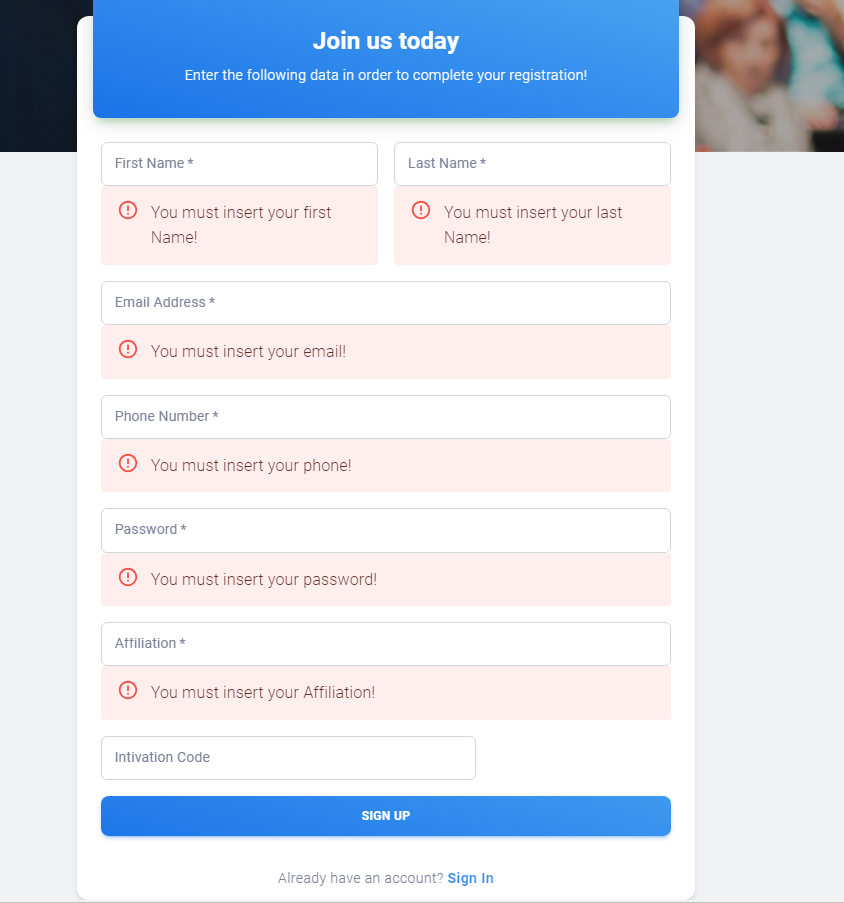 Join us today
Enter the following data in order to complete your registration!
First Name *
Last Name *
You must insert your first
Name!
You must insert your last
Name!
Email Address *
You must insert your email!
Phone Number *
You must insert your phone!
Password *
You must insert your password!
Affiliation *
You must insert your Affiliation!
Intivation Code
SIGN UP
Already have an account? Sign In